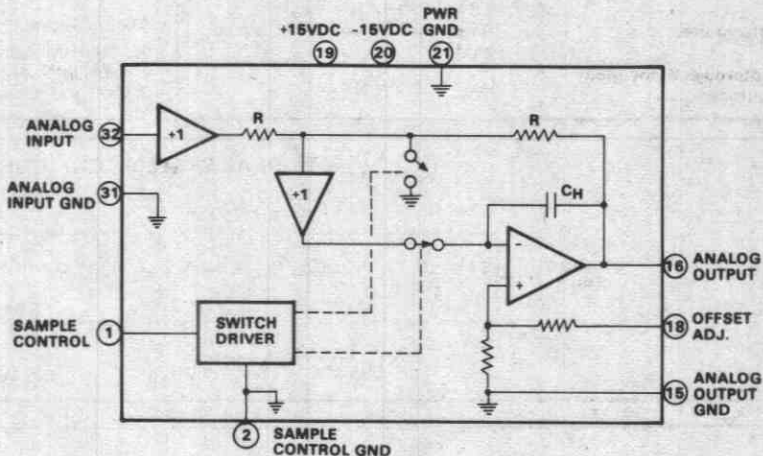 +15VDC
-15VDC
PWR
GND
19
20
21
ANALOG
INPUT
32
+1
R
R
ANALOG
INPUT GND
31
+1
CH
-
+
16
ANALOG
OUTPUT
18
OFFSET
ADJ.
SAMPLE
CONTROL
1
SWITCH
DRIVER
15
ANALOG
OUTPUT
GND
2
SAMPLE
CONTROL GND